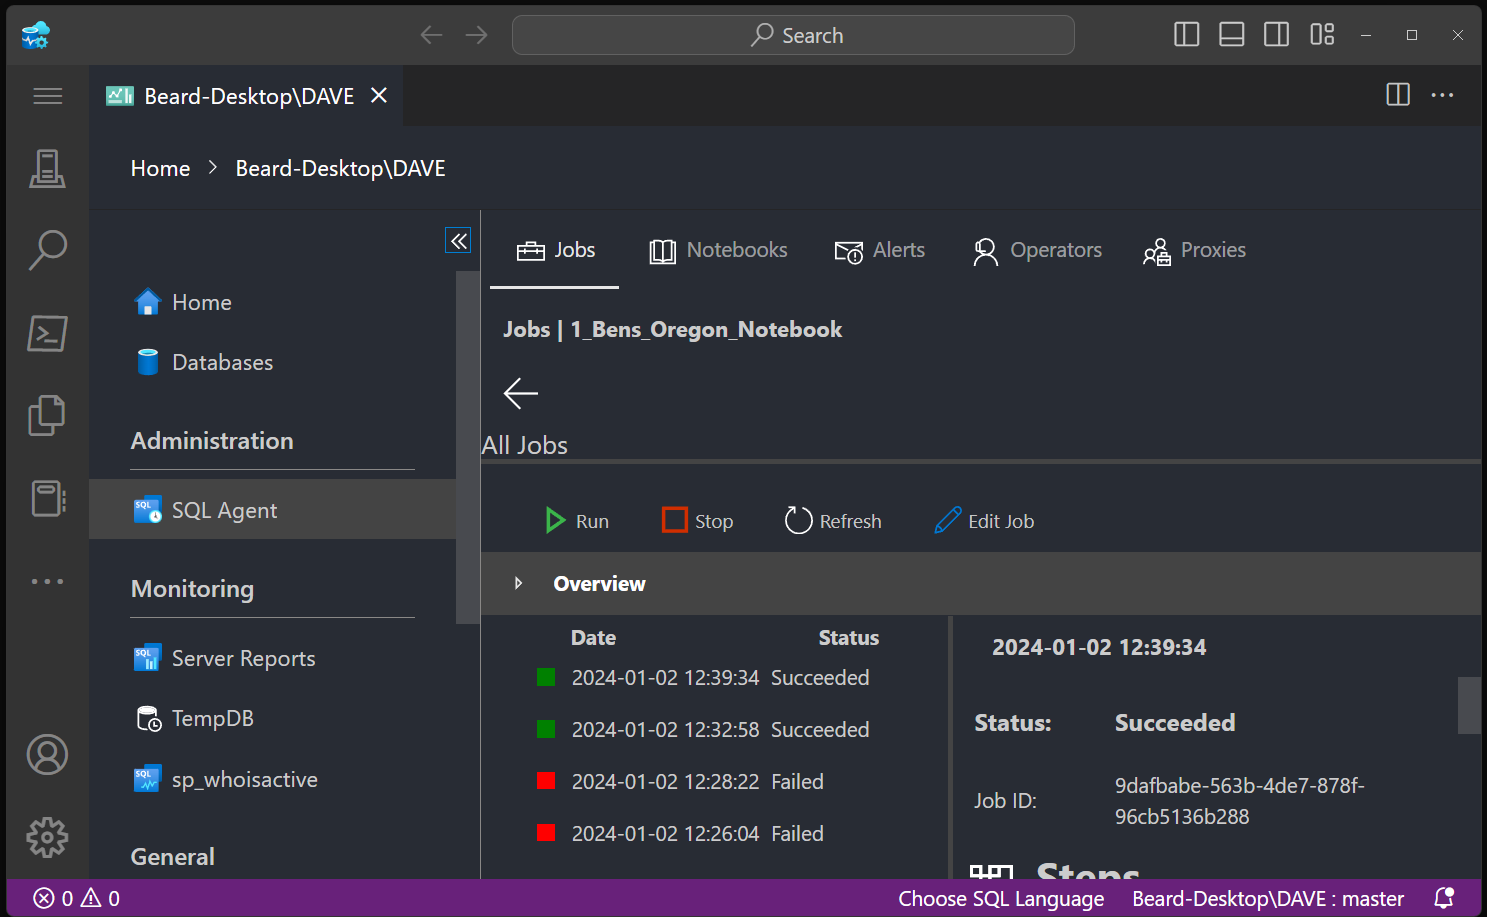 Search
Beard-Desktop\DAVE
Home > Beard-Desktop\DAVE
Home
Databases
Administration
SQL Agent
Monitoring
Server Reports
TempDB
sp_whoisactive
General
Jobs Notebooks Alerts Operators Proxies
Jobs | 1_Bens_Oregon_Notebook
All Jobs
Run Stop Refresh Edit Job
Overview
Date Status
2024-01-02 12:39:34 Succeeded
2024-01-02 12:32:58 Succeeded
2024-01-02 12:28:22 Failed
2024-01-02 12:26:04 Failed
2024-01-02 12:39:34
Status: Succeeded
Job ID: 9dafbabe-563b-4de7-878f-
96cb5136b288
Steps
0 0 Choose SQL Language Beard-Desktop\DAVE : master